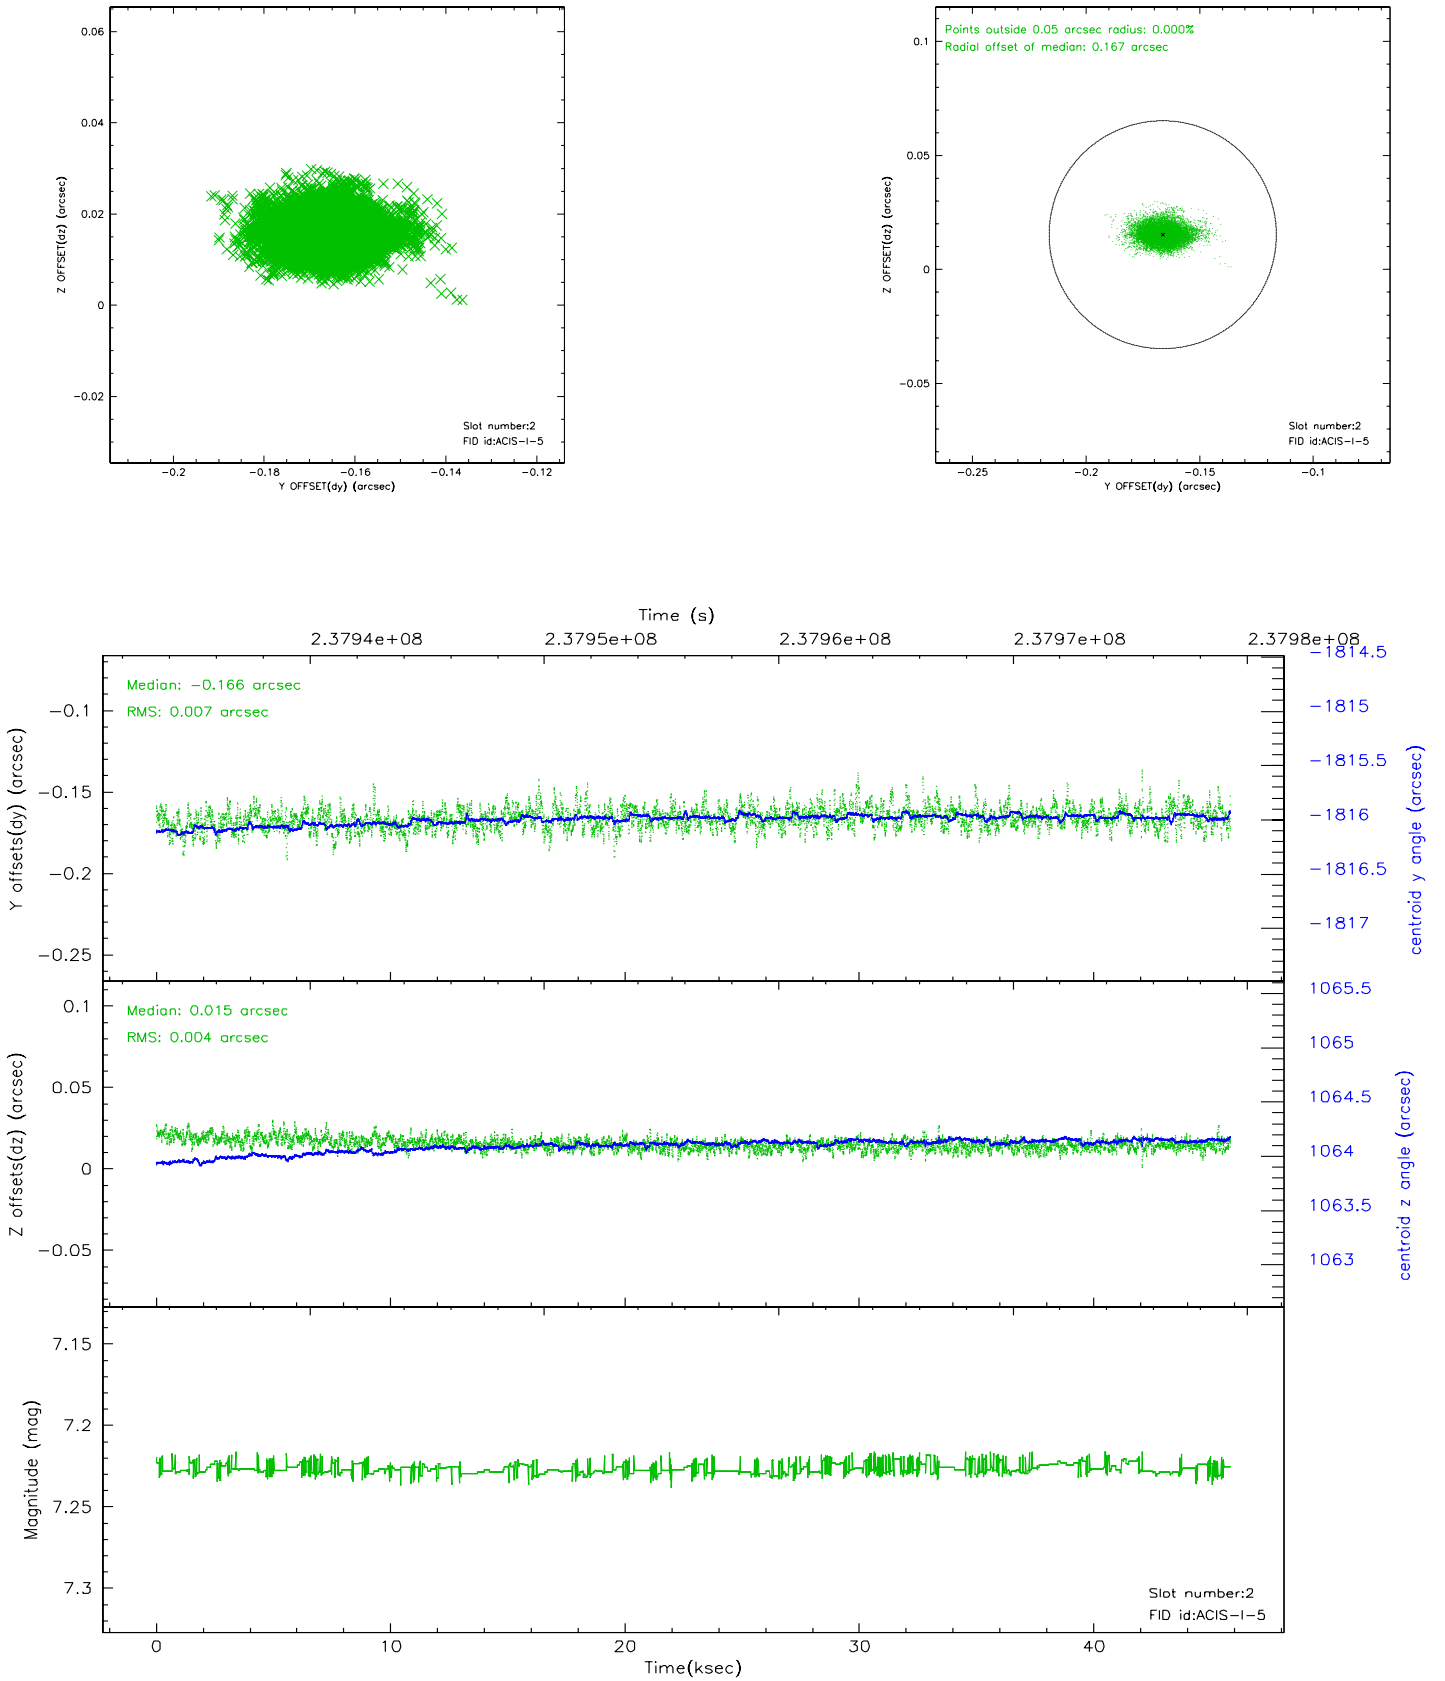 0.06
0.04
0.02
0
-0.02
Z OFFSET(dz) (arcsec)
Slot number:2
FID id:ACIS-I-5
-0.2 -0.18 -0.16 -0.14 -0.12
Y OFFSET(dy) (arcsec)
Points outside 0.05 arcsec radius: 0.000%
Radial offset of median: 0.167 arcsec
0.1
0.05
0
-0.05
Z OFFSET(dz) (arcsec)
Slot number:2
FID id:ACIS-I-5
-0.25 -0.2 -0.15 -0.1
Y OFFSET(dy) (arcsec)
Time (s)
2.3794e+08 2.3795e+08 2.3796e+08 2.3797e+08 2.3798e+08
Median: -0.166 arcsec
RMS: 0.007 arcsec
-0.1
-0.15
-0.2
-0.25
Y offsets(dy) (arcsec)
-1814.5
-1815
-1815.5
-1816
-1816.5
-1817
centroid y angle (arcsec)
Median: 0.015 arcsec
RMS: 0.004 arcsec
0.1
0.05
0
-0.05
Z offsets(dz) (arcsec)
1065.5
1065
1064.5
1064
1063.5
1063
centroid z angle (arcsec)
7.15
7.2
7.25
7.3
Magnitude (mag)
Slot number:2
FID id:ACIS-I-5
0 10 20 30 40
Time(ksec)